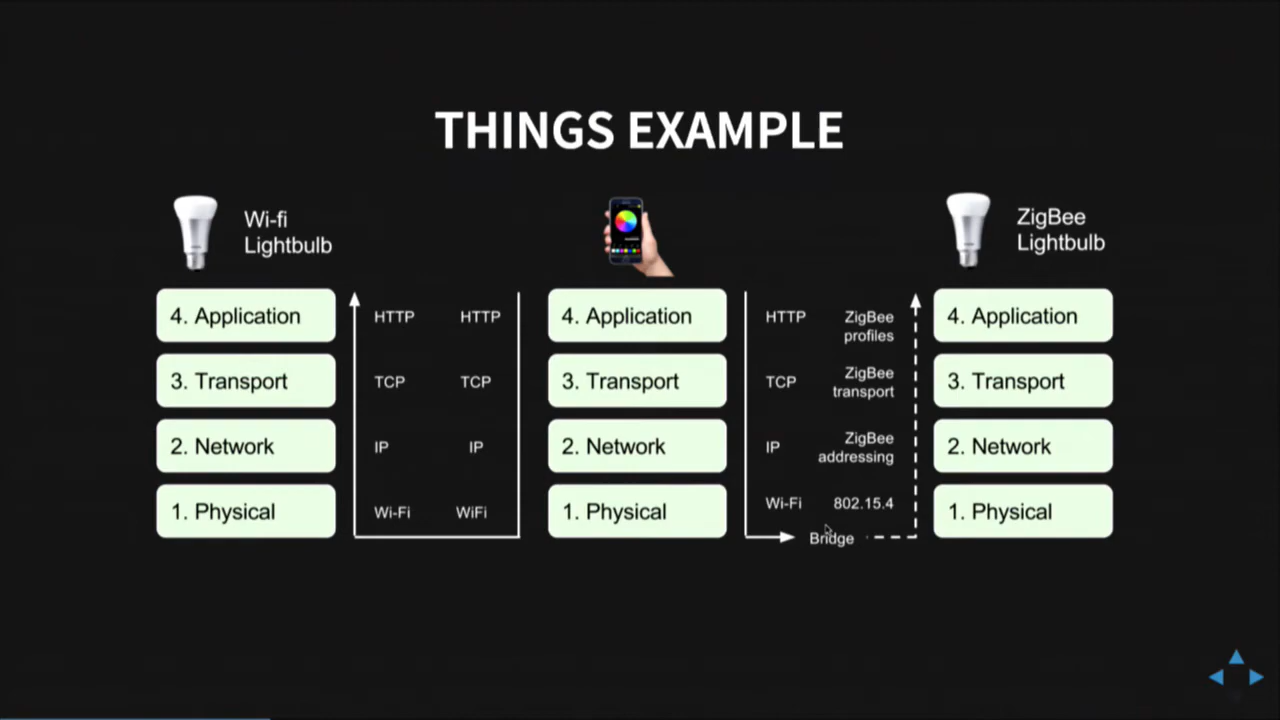 THINGS EXAMPLE
Wi-fi
Lightbulb
ZigBee
Lightbulb
4. Application
HTTP
HTTP
4. Application
HTTP
ZigBee
profiles
4. Application
3. Transport
TCP
TCP
3. Transport
TCP
ZigBee
transport
3. Transport
2. Network
IP
IP
2. Network
IP
ZigBee
addressing
2. Network
1. Physical
Wi-Fi
WiFi
1. Physical
Wi-Fi
802.15.4
1. Physical
Bridge